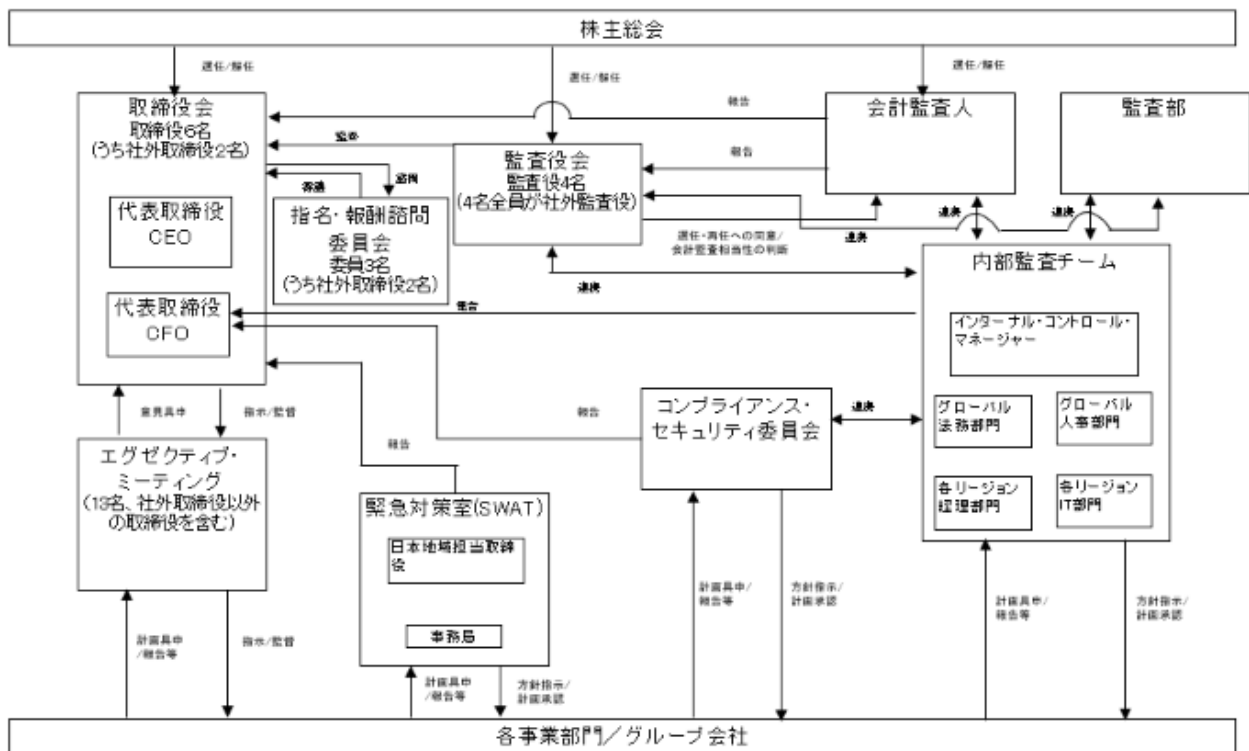 株主総会
選任/解任
選任/解任
選任/解任
取締役会
取締役6名
(うち社外取締役2名)
代表取締役
CEO
代表取締役
CFO
報告
監査
答議
諮問
指名・報酬諮問
委員会
委員3名
(うち社外取締役2名)
監査役会
監査役4名
(4名全員が社外監査役)
報告
会計監査人
監査部
選任・再任への同意/
会計監査相当性の判断
連携
連携
連携
連携
報告
内部監査チーム
インターナル・コントロール・
マネージャー
グローバル
法務部門
グローバル
人事部門
各リージョン
経理部門
各リージョン
IT部門
意見具申
指示/監督
報告
報告
コンプライアンス・
セキュリティ委員会
連携
エグゼクティブ・
ミーティング
(13名、社外取締役以外
の取締役を含む)
緊急対策室(SWAT)
日本地域担当取締
役
事務局
計画具申
/報告等
指示/監督
計画具申
/報告等
方針指示/
計画承認
計画具申/
報告等
方針指示/
計画承認
計画具申/
報告等
方針指示/
計画承認
各事業部門/グループ会社